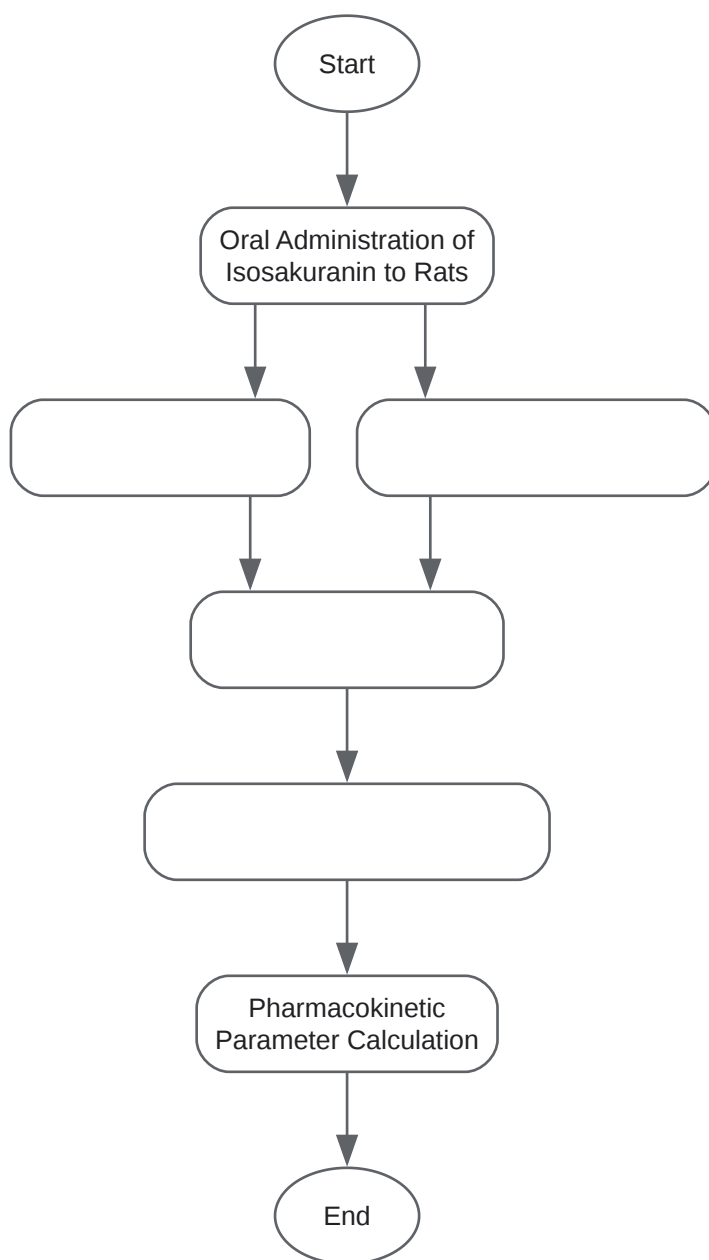 Start
Oral Administration of
Isosakuranin to Rats
Pharmacokinetic
Parameter Calculation
End